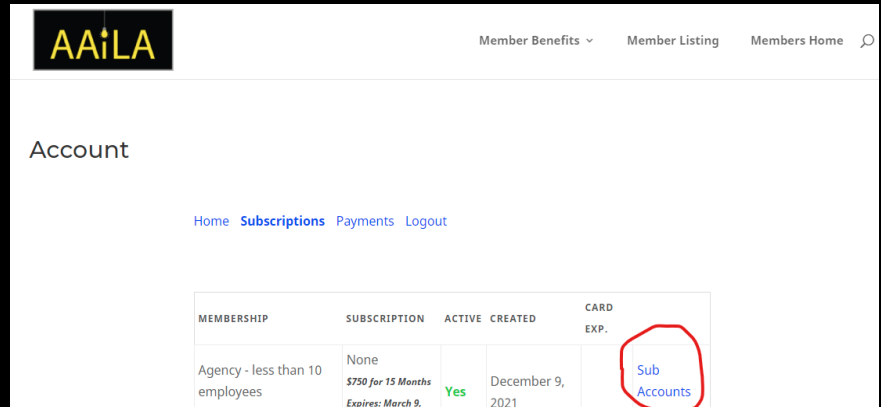 AAiLA
Member Benefits
Member Listing
Members Home
Account
Home Subscriptions Payments Logout
MEMBERSHIP SUBSCRIPTION ACTIVE CREATED CARD EXP.
Agency - less than 10
employees
None
$750 for 15 Months
Expires: March 9,
Yes
December 9,
2021
Sub
Accounts